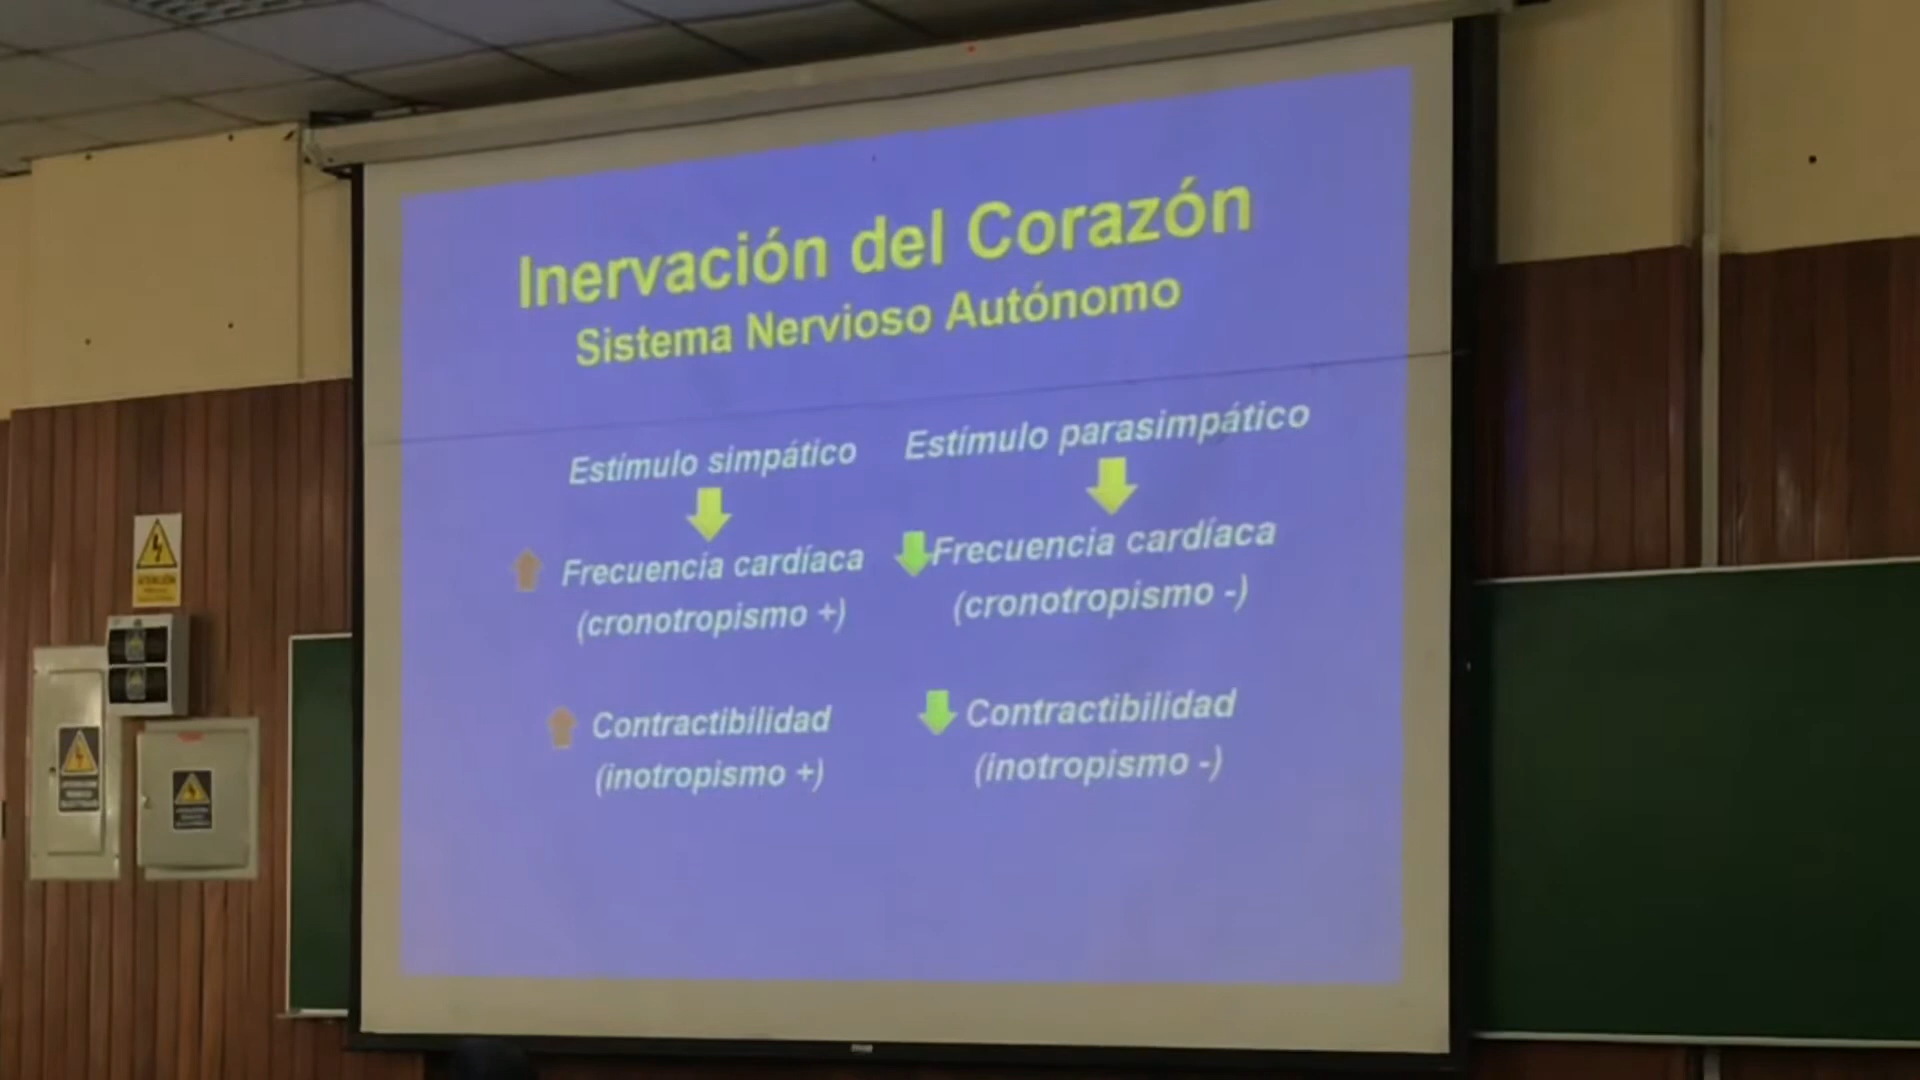 Inervación del Corazón
Sistema Nervioso Autónomo
Estímulo simpático
Frecuencia cardíaca
(cronotropismo +)
Contractibilidad
(inotropismo +)
Estímulo parasimpático
Frecuencia cardíaca
(cronotropismo -)
Contractibilidad
(inotropismo -)
ATENCIÓN